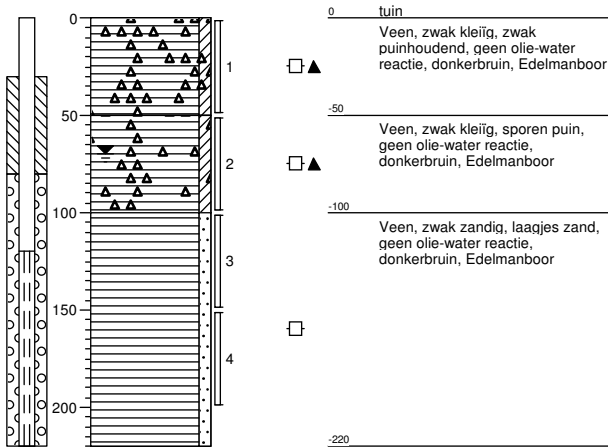 0
50
100
150
200
1
2
3
4
0
tuin
Veen, zwak kleiïg, zwak
puinhoudend, geen olie-water
reactie, donkerbruin, Edelmanboor
-50
Veen, zwak kleiïg, sporen puin,
geen olie-water reactie,
donkerbruin, Edelmanboor
-100
Veen, zwak zandig, laagjes zand,
geen olie-water reactie,
donkerbruin, Edelmanboor
-220